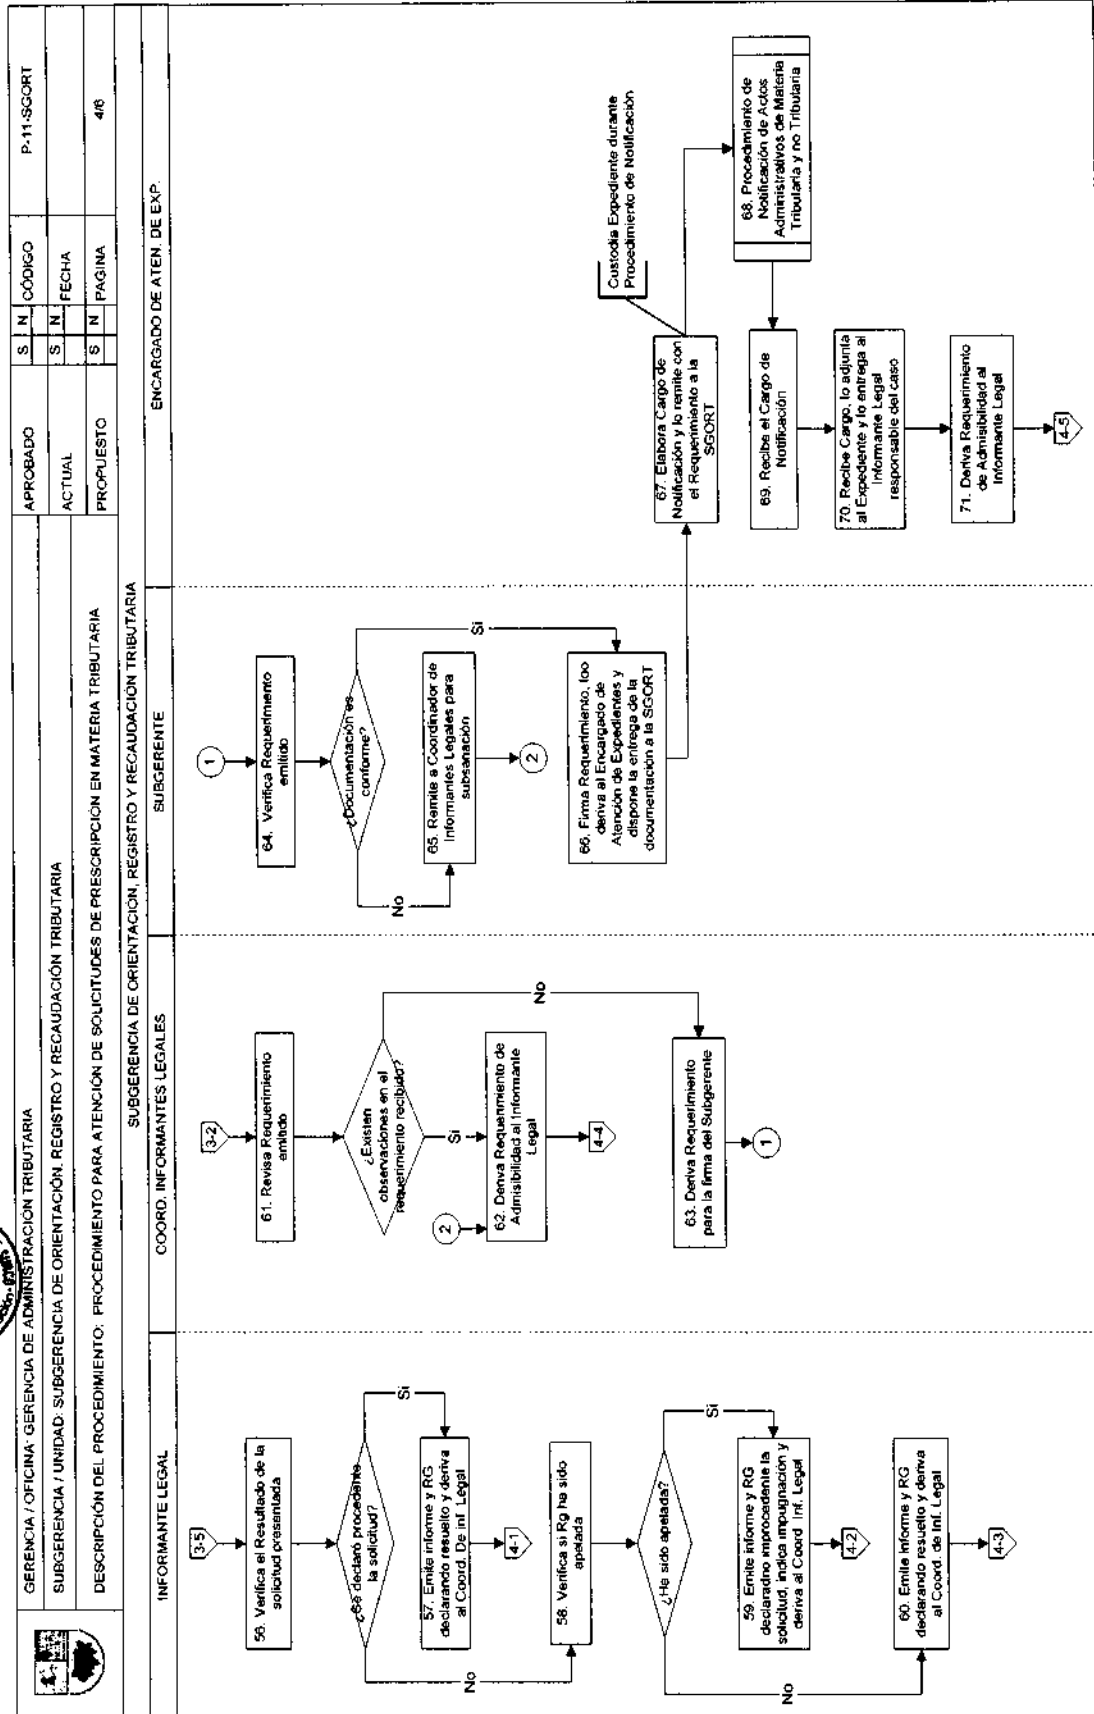 GERENCIA / OFICINA: GERENCIA DE ADMINISTRACIÓN TRIBUTARIA
APROBADO
S N
CÓDIGO
P-11-SGORT
SUBGERENCIA / UNIDAD: SUBGERENCIA DE ORIENTACIÓN, REGISTRO Y RECAUDACIÓN TRIBUTARIA
ACTUAL
S N
FECHA
DESCRIPCIÓN DEL PROCEDIMIENTO: PROCEDIMIENTO PARA ATENCIÓN DE SOLICITUDES DE PRESCRIPCIÓN EN MATERIA TRIBUTARIA
PROPUESTO
S N
PAGINA
4/6
SUBGERENCIA DE ORIENTACIÓN, REGISTRO Y RECAUDACIÓN TRIBUTARIA
INFORMANTE LEGAL
COORD. INFORMANTES LEGALES
SUBGERENTE
ENCARGADO DE ATEN. DE EXP.
3-5
56. Verifica el Resultado de la
solicitud presentada
¿Se declaró procedente
la solicitud?
Si
57. Emite informe y RG
declarando resuelto y deriva
al Coord. De inf. Legal
4-1
No
58. Verifica si Rg ha sido
apelada
¿Ha sido apelada?
Si
59. Emite informe y RG
declaradno improcedente la
solicitud, indica impugnación y
deriva al Coord. Inf. Legal
4-2
No
60. Emite Informe y RG
declarando resuelto y deriva
al Coord. de Inf. Legal
4-3
3-2
61. Revisa Requerimiento
emitido
¿Existen
observaciones en el
requerimiento recibido?
Si
No
2
62. Deriva Requerimiento de
Admisibilidad al Informante
Legal
4-4
63. Deriva Requerimiento
para la firma del Subgerente
1
1
64. Verifica Requerimiento
emitido
¿Documentación es
conforme?
No
Si
65. Remite a Coordinador de
Informantes Legales para
subsanación
2
66. Firma Requerimiento, loo
deriva al Encargado de
Atención de Expedientes y
dispone la entrega de la
documentación a la SGORT
67. Elabora Cargo de
Notificación y lo remite con
el Requerimiento a la
SGORT
Custodia Expediente durante
Procedimiento de Notificación
68. Procedimiento de
Notificación de Actos
Administrativos de Materia
Tributaria y no Tributaria
69. Recibe el Cargo de
Notificación
70. Recibe Cargo, lo adjunta
al Expediente y lo entrega al
Informante Legal
responsable del caso
71. Deriva Requerimiento
de Admisibilidad al
Informante Legal
4-5